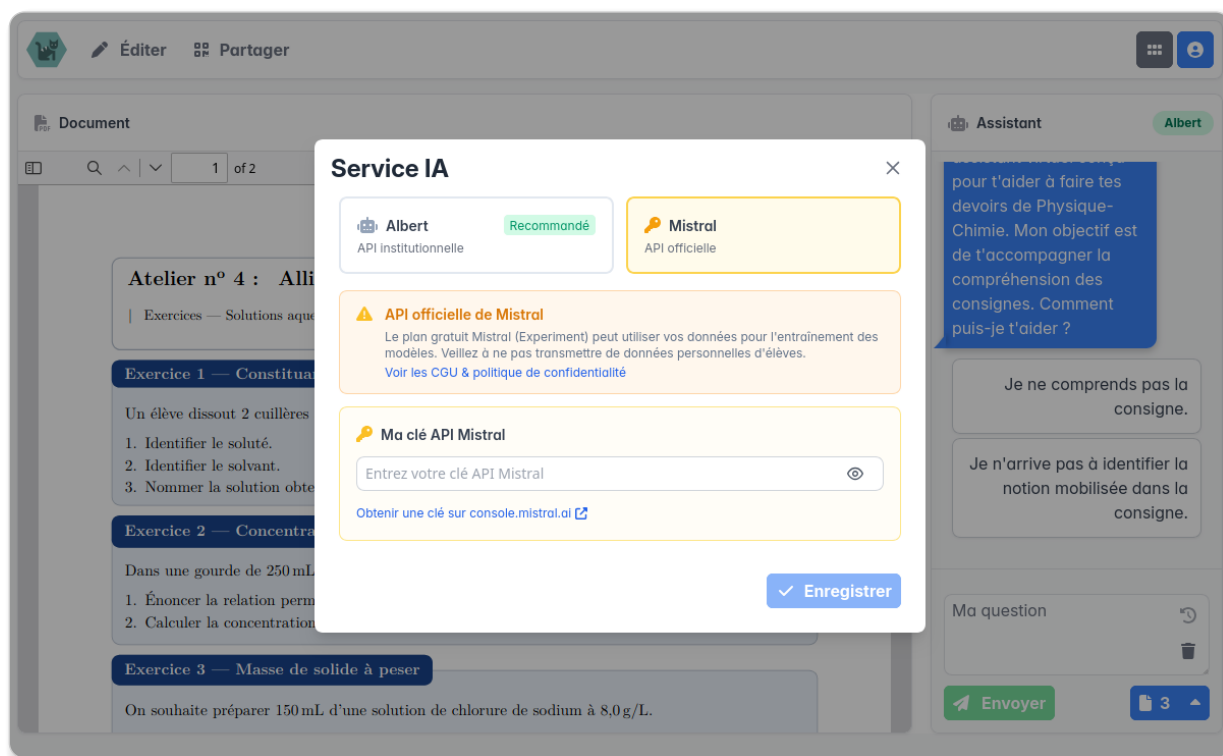 Éditer
Partager
Document
1 of 2
Atelier nº 4 : Alli
Exercices — Solutions aque
Exercice 1 — Constitua
Un élève dissout 2 cuillères
1. Identifier le soluté.
2. Identifier le solvant.
3. Nommer la solution obte
Exercice 2 — Concentra
Dans une gourde de 250 mL
1. Énoncer la relation perm
2. Calculer la concentration
Exercice 3 — Masse de solide à peser
On souhaite préparer 150 mL d'une solution de chlorure de sodium à 8,0 g/L.
Service IA
Albert
Recommandé
API institutionnelle
Mistral
API officielle
API officielle de Mistral
Le plan gratuit Mistral (Experiment) peut utiliser vos données pour l'entraînement des
modèles. Veillez à ne pas transmettre de données personnelles d'élèves.
Voir les CGU & politique de confidentialité
Ma clé API Mistral
Entrez votre clé API Mistral
Obtenir une clé sur console.mistral.ai
Enregistrer
Assistant
Albert
pour t'aider à faire tes
devoirs de Physique-
Chimie. Mon objectif est
de t'accompagner la
compréhension des
consignes. Comment
puis-je t'aider ?
Je ne comprends pas la
consigne.
Je n'arrive pas à identifier la
notion mobilisée dans la
consigne.
Ma question
Envoyer
3